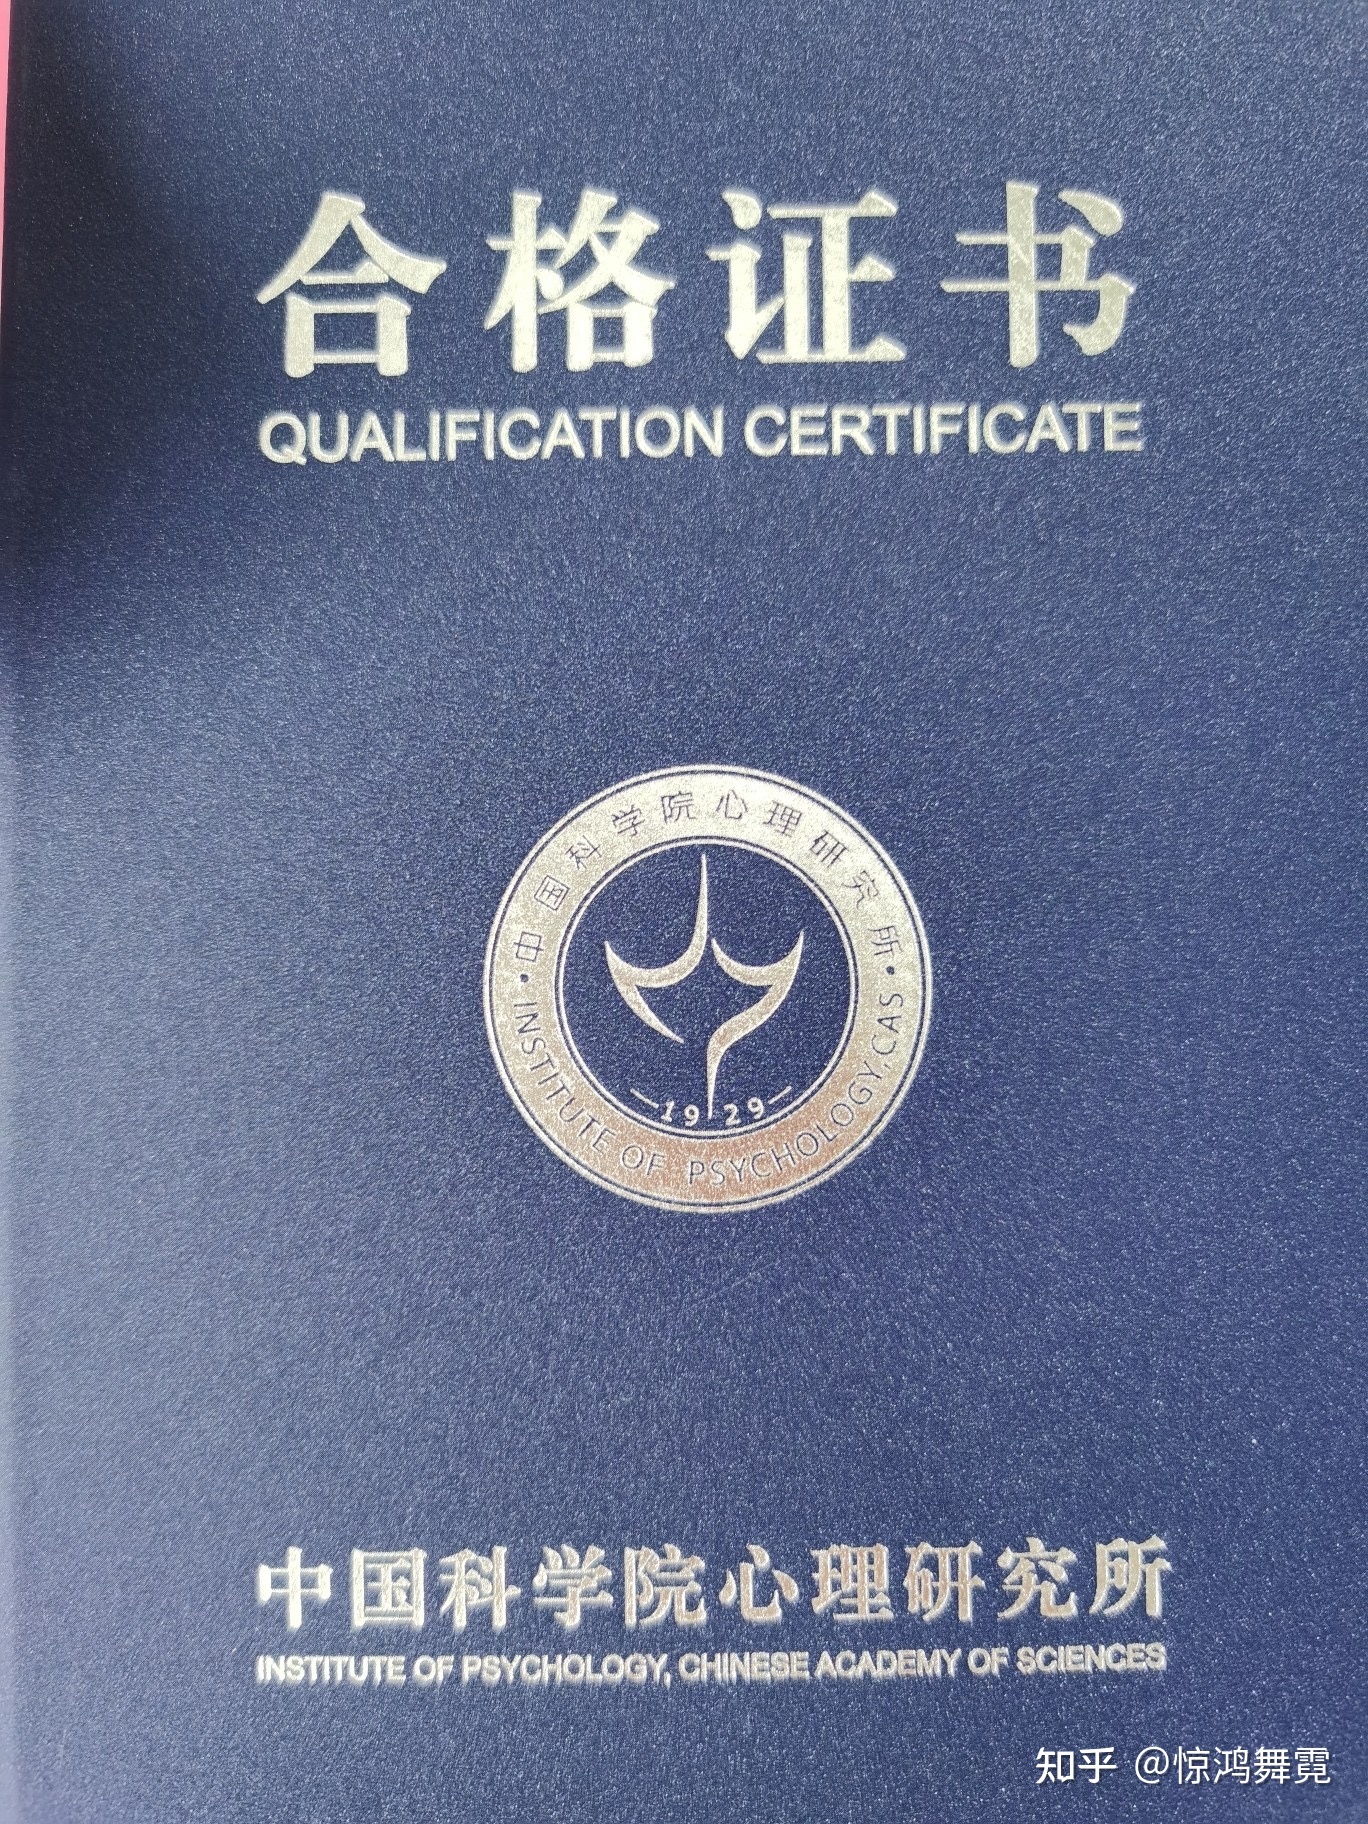 合格证书
QUALIFICATION CERTIFICATE
·中国科学院心理研究所·
INSTITUTE OF PSYCHOLOGY,CAS
1929
中国科学院心理研究所
INSTITUTE OF PSYCHOLOGY, CHINESE ACADEMY OF SCIENCES
知乎 @惊鸿舞霓